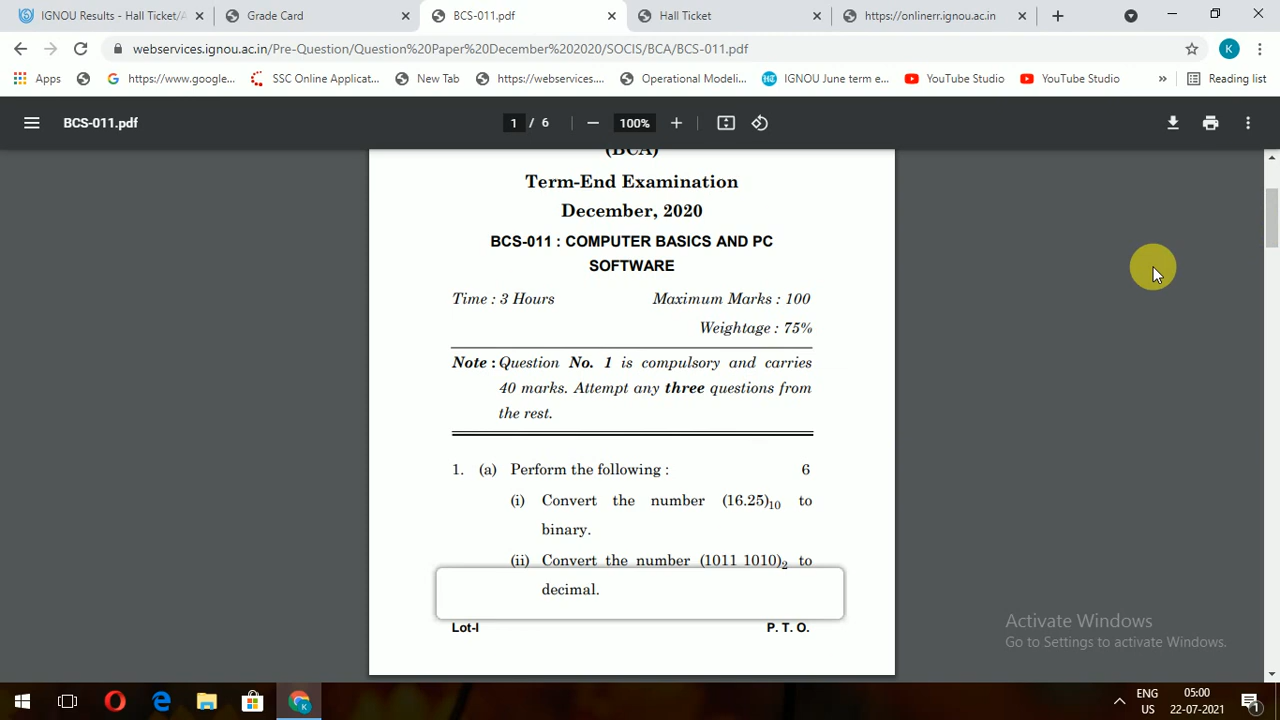 IGNOU Results - Hall Ticket/A
Grade Card
BCS-011.pdf
Hall Ticket
https://onlinerr.ignou.ac.in
webservices.ignou.ac.in/Pre-Question/Question%20Paper%20December%202020/SOCIS/BCA/BCS-011.pdf
K
Apps
https://www.google...
SSC Online Applicat...
New Tab
https://webservices....
Operational Modeli...
IGNOU June term e...
YouTube Studio
YouTube Studio
»
Reading list
BCS-011.pdf
1 / 6
100%
(BCA)
Term-End Examination
December, 2020
BCS-011 : COMPUTER BASICS AND PC
SOFTWARE
Time : 3 Hours Maximum Marks : 100
Weightage : 75%
Note : Question No. 1 is compulsory and carries
40 marks. Attempt any three questions from
the rest.
1. (a) Perform the following : 6
(i) Convert the number (16.25)₁₀ to
binary.
(ii) Convert the number (1011 1010)₂ to
decimal.
Lot-I P. T. O.
Activate Windows
Go to Settings to activate Windows.
ENG
US
05:00
22-07-2021
1